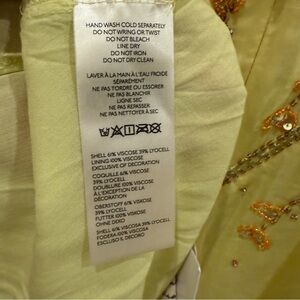 HAND WASH COLD SEPARATELY
DO NOT WRING OR TWIST
DO NOT BLEACH
LINE DRY
DO NOT IRON
DO NOT DRY CLEAN
LAVER À LA MAIN À L'EAU FROIDE
SÉPARÉMENT
NE PAS TORDRE OU ESSORER
NE PAS BLANCHIR
LIGNE SEC
NE PAS REPASSER
NE PAS NETTOYER À SEC
SHELL 61% VISCOSE 39% LYOCELL
LINING 100% VISCOSE
EXCLUSIVE OF DECORATION
COQUILLE 61% VISCOSE
39% LYOCELL
DOUBLURE 100% VISCOSE
À L'EXCEPTION DE LA
DÉCORATION
OBERSTOFF 61% VISKOSE
39% LYOCELL
FUTTER 100% VISKOSE
OHNE DEKO
SHELL 61% VISCOSA 39% LYOCELL
FODERA 100% VISCOSA
ESCLUSO IL DECORO